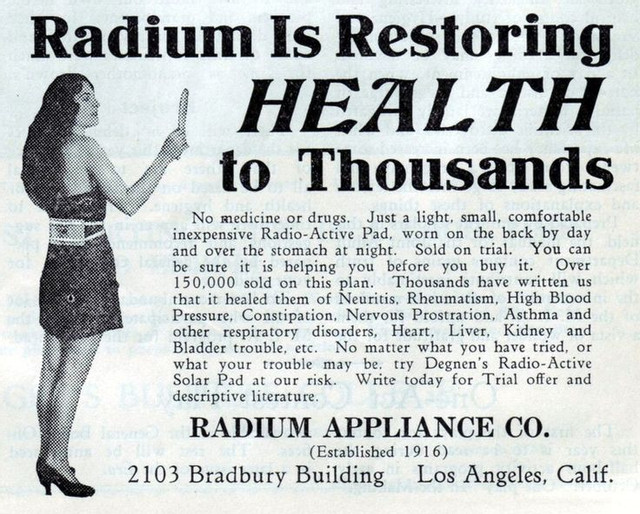 Radium Is Restoring
HEALTH
to Thousands
No medicine or drugs. Just a light, small, comfortable
inexpensive Radio-Active Pad, worn on the back by day
and over the stomach at night. Sold on trial. You can
be sure it is helping you before you buy it. Over
150,000 sold on this plan. Thousands have written us
that it healed them of Neuritis, Rheumatism, High Blood
Pressure, Constipation, Nervous Prostration, Asthma and
other respiratory disorders, Heart, Liver, Kidney and
Bladder trouble, etc. No matter what you have tried, or
what your trouble may be. try Degnen's Radio-Active
Solar Pad at our risk. Write today for Trial offer and
descriptive literature.
RADIUM APPLIANCE CO.
(Established 1916)
2103 Bradbury Building Los Angeles, Calif.